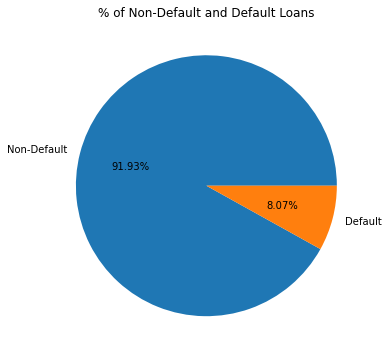 % of Non-Default and Default Loans
Non-Default
91.93%
8.07%
Default